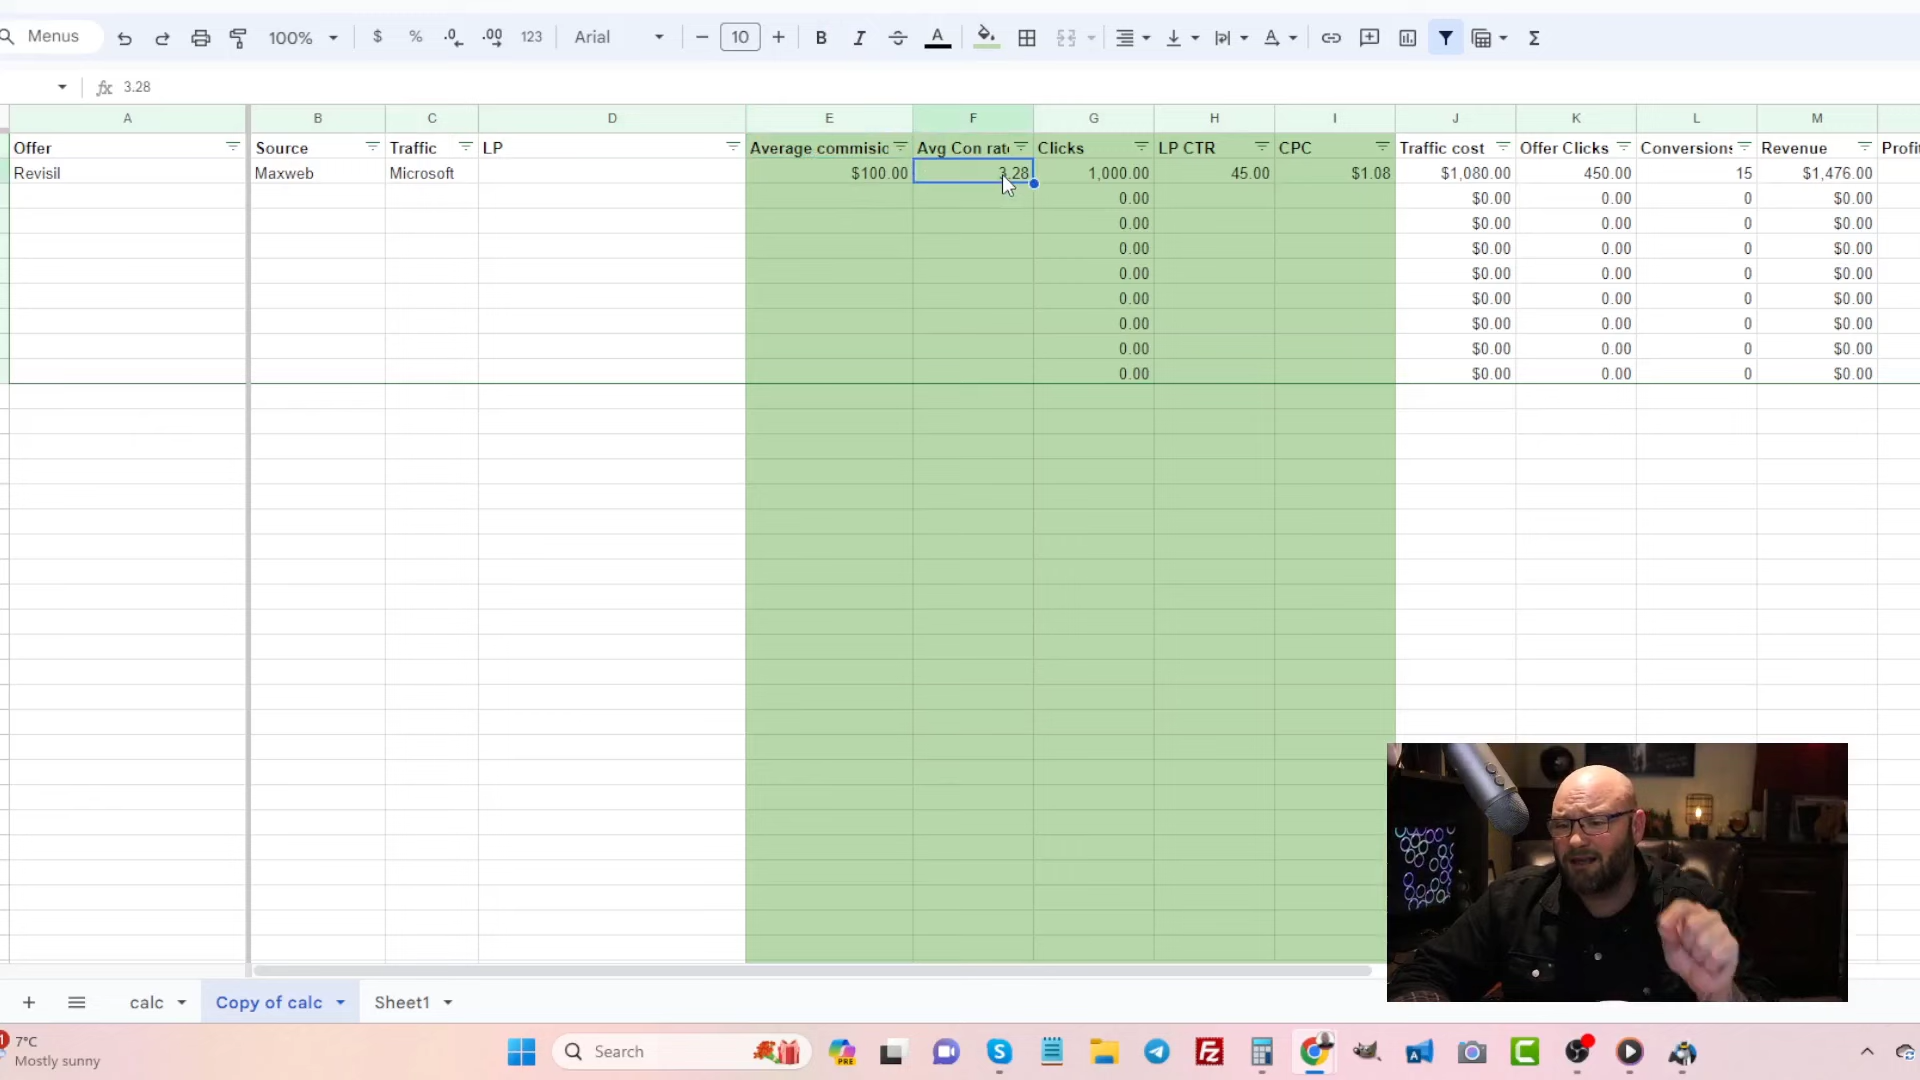 Menus 100% $ % .0 .00 123 Arial 10 B I A
fx 3.28
A B C D E F G H I J K L M
Offer Source Traffic LP Average commisic Avg Con rat Clicks LP CTR CPC Traffic cost Offer Clicks Conversions Revenue Profi
Revisil Maxweb Microsoft $100.00 3.28 1,000.00 45.00 $1.08 $1,080.00 450.00 15 $1,476.00
0.00 $0.00 0.00 0 $0.00
0.00 $0.00 0.00 0 $0.00
0.00 $0.00 0.00 0 $0.00
0.00 $0.00 0.00 0 $0.00
0.00 $0.00 0.00 0 $0.00
0.00 $0.00 0.00 0 $0.00
0.00 $0.00 0.00 0 $0.00
0.00 $0.00 0.00 0 $0.00
calc Copy of calc Sheet1
7°C
Mostly sunny
Search
PRE